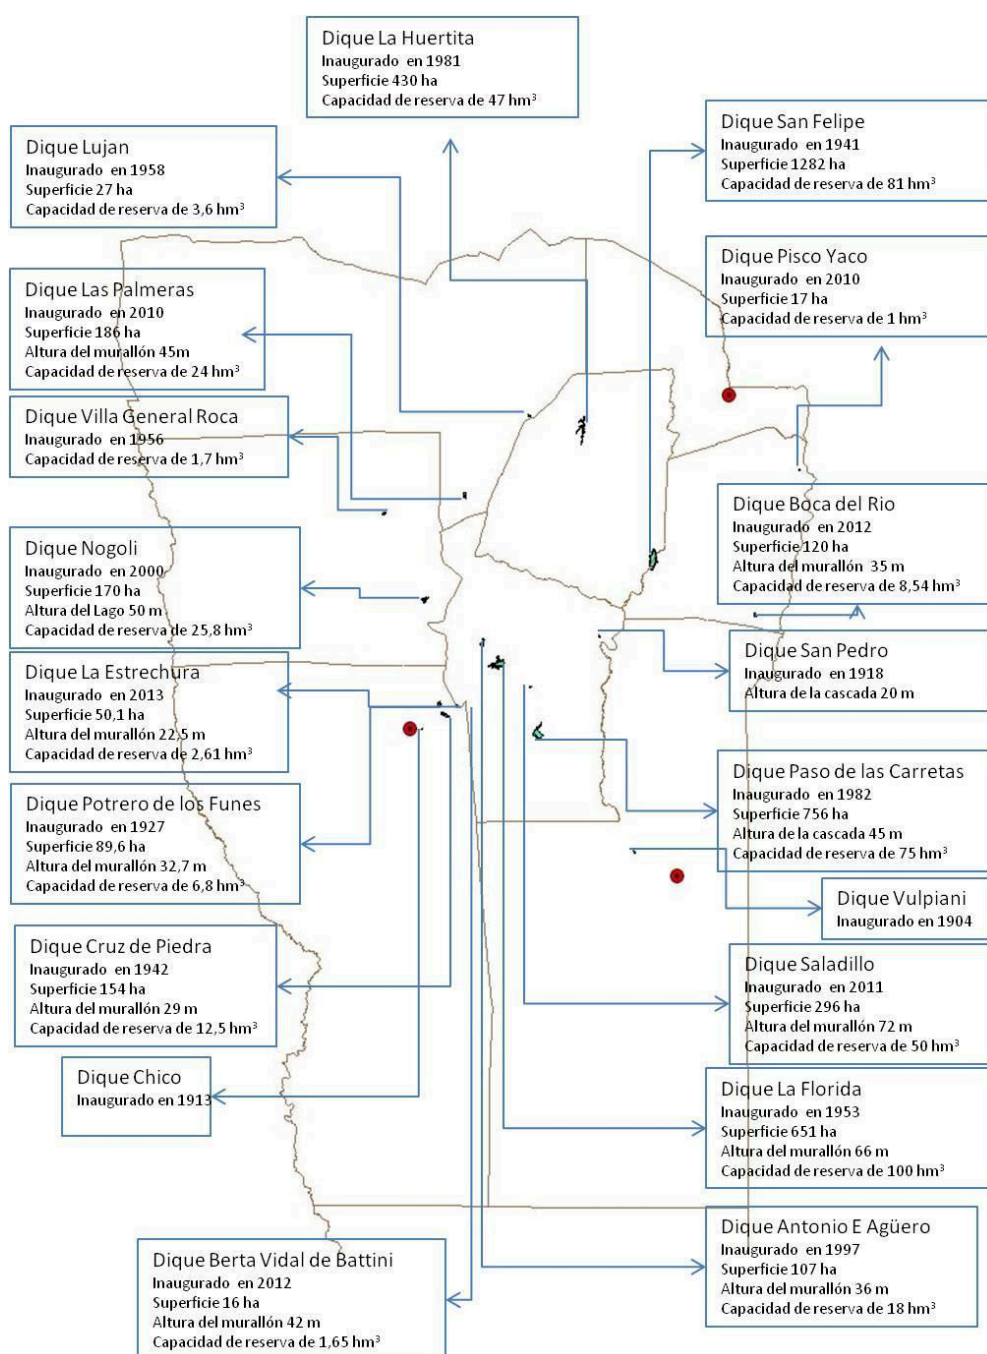 Dique La Huertita
Inaugurado en 1981
Superficie 430 ha
Capacidad de reserva de 47 hm³
Dique Lujan
Inaugurado en 1958
Superficie 27 ha
Capacidad de reserva de 3,6 hm³
Dique Las Palmeras
Inaugurado en 2010
Superficie 186 ha
Altura del murallón 45m
Capacidad de reserva de 24 hm³
Dique Villa General Roca
Inaugurado en 1956
Capacidad de reserva de 1,7 hm³
Dique Nogoli
Inaugurado en 2000
Superficie 170 ha
Altura del Lago 50 m
Capacidad de reserva de 25,8 hm³
Dique La Estrechura
Inaugurado en 2013
Superficie 50,1 ha
Altura del murallón 22,5 m
Capacidad de reserva de 2,61 hm³
Dique Potrero de los Funes
Inaugurado en 1927
Superficie 89,6 ha
Altura del murallón 32,7 m
Capacidad de reserva de 6,8 hm³
Dique Cruz de Piedra
Inaugurado en 1942
Superficie 154 ha
Altura del murallón 29 m
Capacidad de reserva de 12,5 hm³
Dique Chico
Inaugurado en 1913
Dique Berta Vidal de Battini
Inaugurado en 2012
Superficie 16 ha
Altura del murallón 42 m
Capacidad de reserva de 1,65 hm³
Dique San Felipe
Inaugurado en 1941
Superficie 1282 ha
Capacidad de reserva de 81 hm³
Dique Pisco Yaco
Inaugurado en 2010
Superficie 17 ha
Capacidad de reserva de 1 hm³
Dique Boca del Rio
Inaugurado en 2012
Superficie 120 ha
Altura del murallón 35 m
Capacidad de reserva de 8,54 hm³
Dique San Pedro
Inaugurado en 1918
Altura de la cascada 20 m
Dique Paso de las Carretas
Inaugurado en 1982
Superficie 756 ha
Altura de la cascada 45 m
Capacidad de reserva de 75 hm³
Dique Vulpiani
Inaugurado en 1904
Dique Saladillo
Inaugurado en 2011
Superficie 296 ha
Altura del murallón 72 m
Capacidad de reserva de 50 hm³
Dique La Florida
Inaugurado en 1953
Superficie 651 ha
Altura del murallón 66 m
Capacidad de reserva de 100 hm³
Dique Antonio E Agüero
Inaugurado en 1997
Superficie 107 ha
Altura del murallón 36 m
Capacidad de reserva de 18 hm³